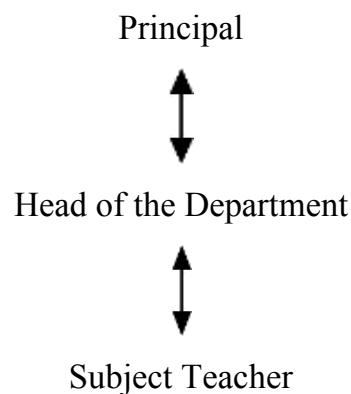 Principal
Head of the Department
Subject Teacher